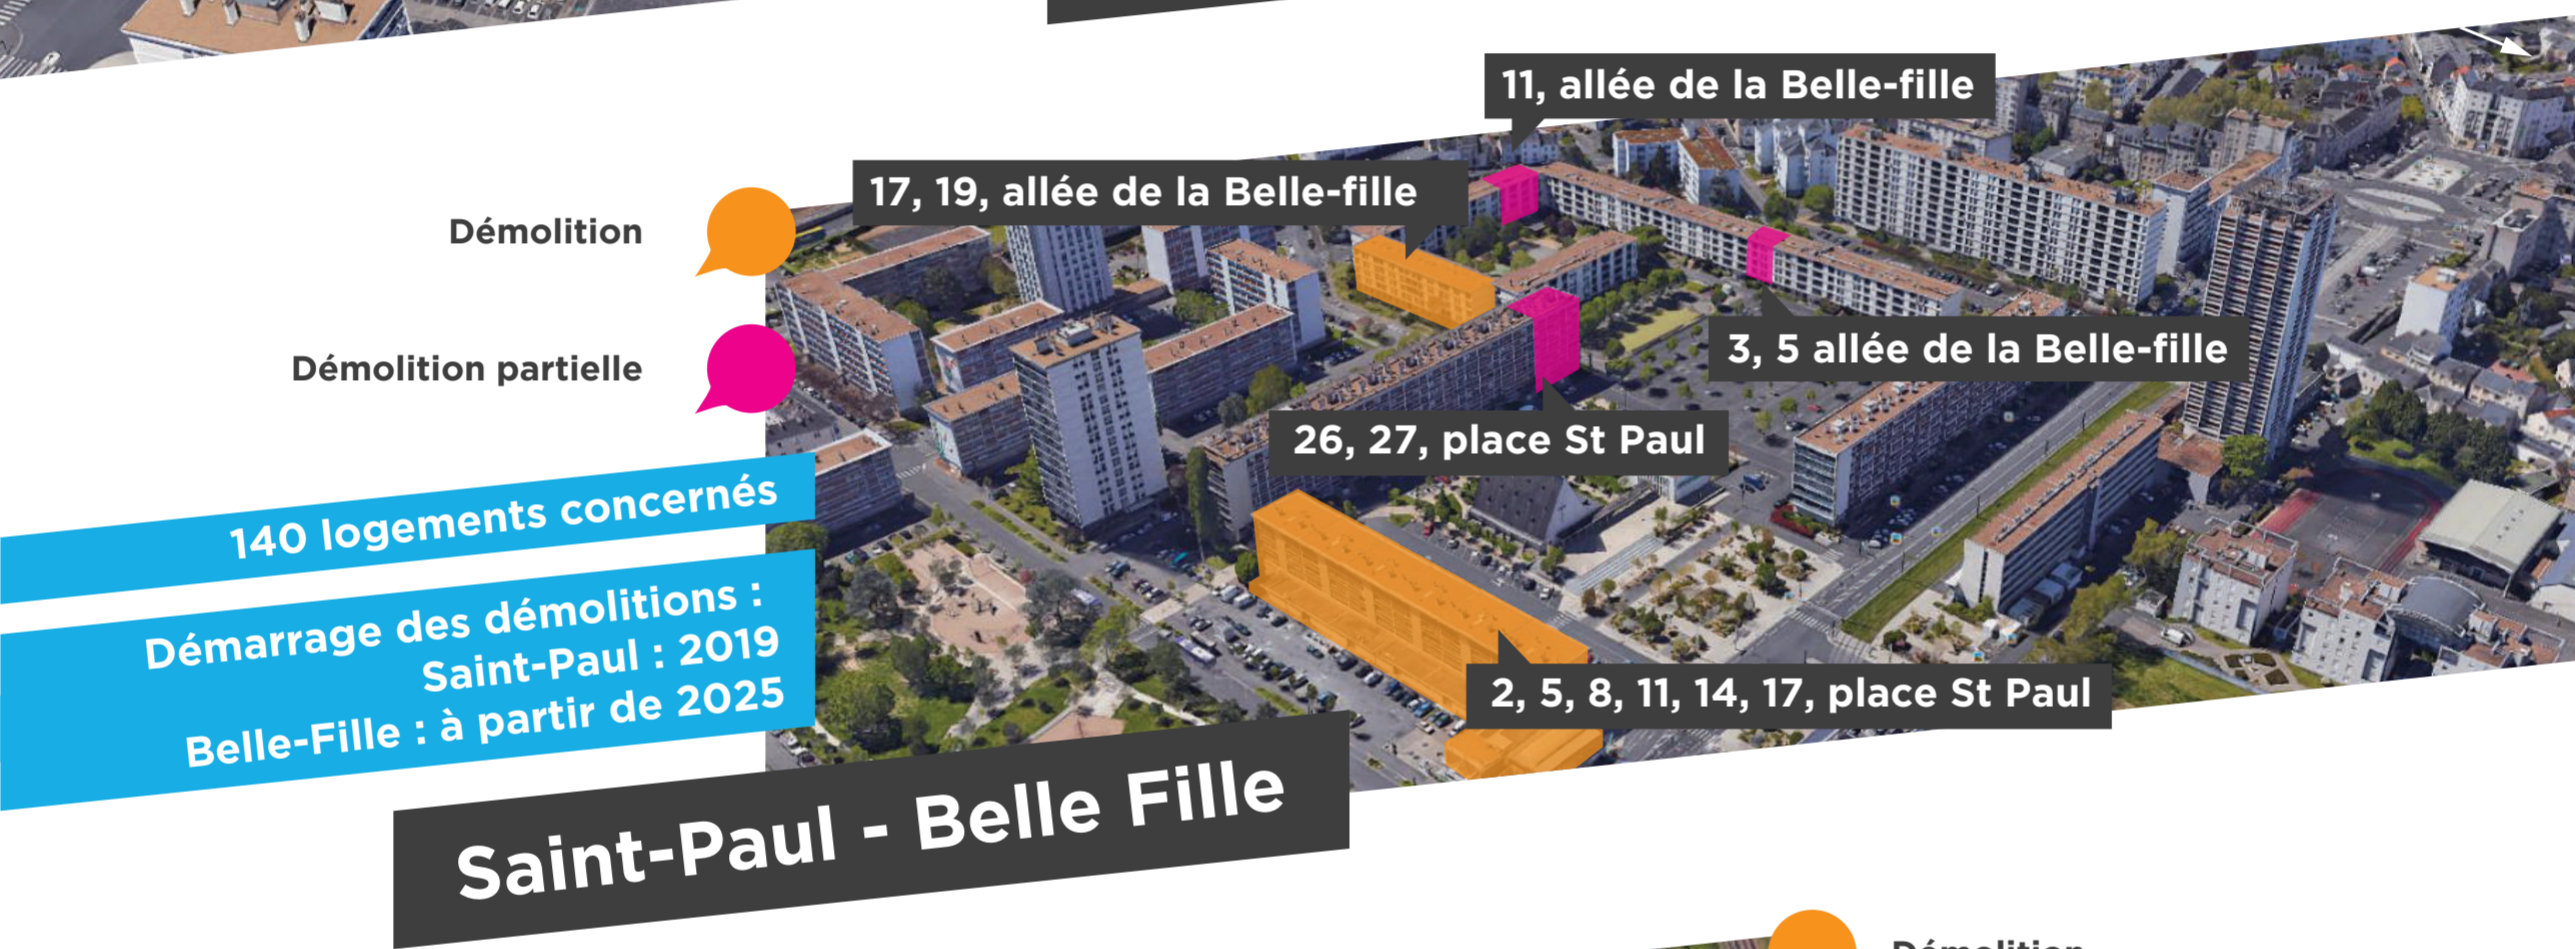 11, allée de la Belle-fille
17, 19, allée de la Belle-fille
Démolition
Démolition partielle
3, 5 allée de la Belle-fille
26, 27, place St Paul
140 logements concernés
Démarrage des démolitions :
Saint-Paul : 2019
Belle-Fille : à partir de 2025
2, 5, 8, 11, 14, 17, place St Paul
Saint-Paul - Belle Fille
Démolition